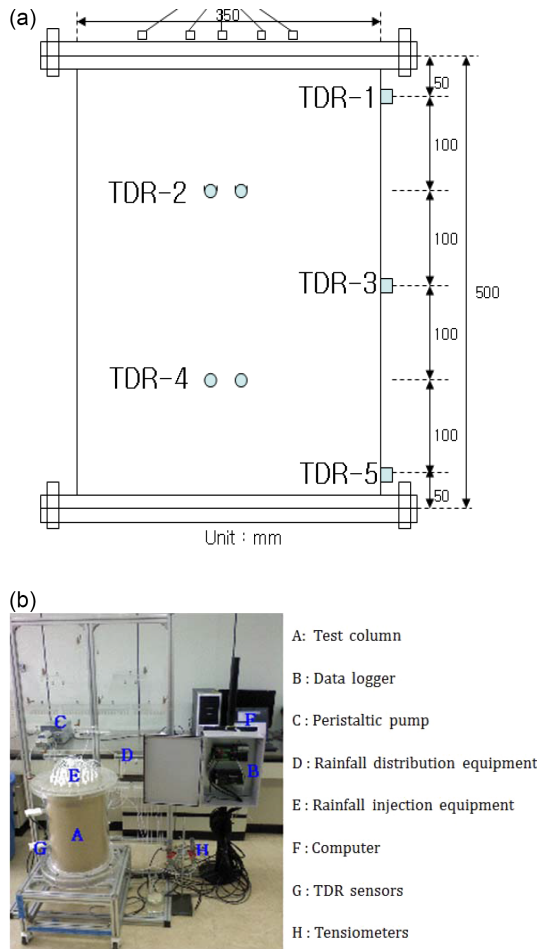 (a)
350
50
TDR-1
100
TDR-2
100
TDR-3
500
100
TDR-4
100
TDR-5
50
Unit : mm
(b)
A: Test column
B : Data logger
C : Peristaltic pump
D : Rainfall distribution equipment
E : Rainfall injection equipment
F : Computer
G : TDR sensors
H : Tensiometers
C
F
D
B
E
A
G
H